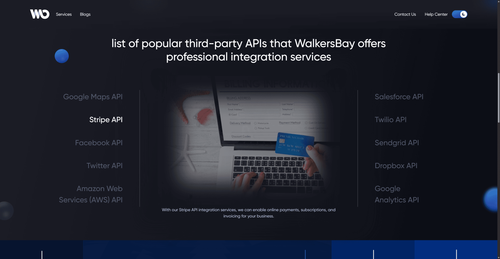 WO
Services
Blogs
Contact Us
Help Center
list of popular third-party APIs that WalkersBay offers
professional integration services
Google Maps API
Stripe API
Facebook API
Twitter API
Amazon Web
Services (AWS) API
Salesforce API
Twilio API
Sendgrid API
Dropbox API
Google
Analytics API
With our Stripe API integration services, we can enable online payments, subscriptions, and
invoicing for your business.